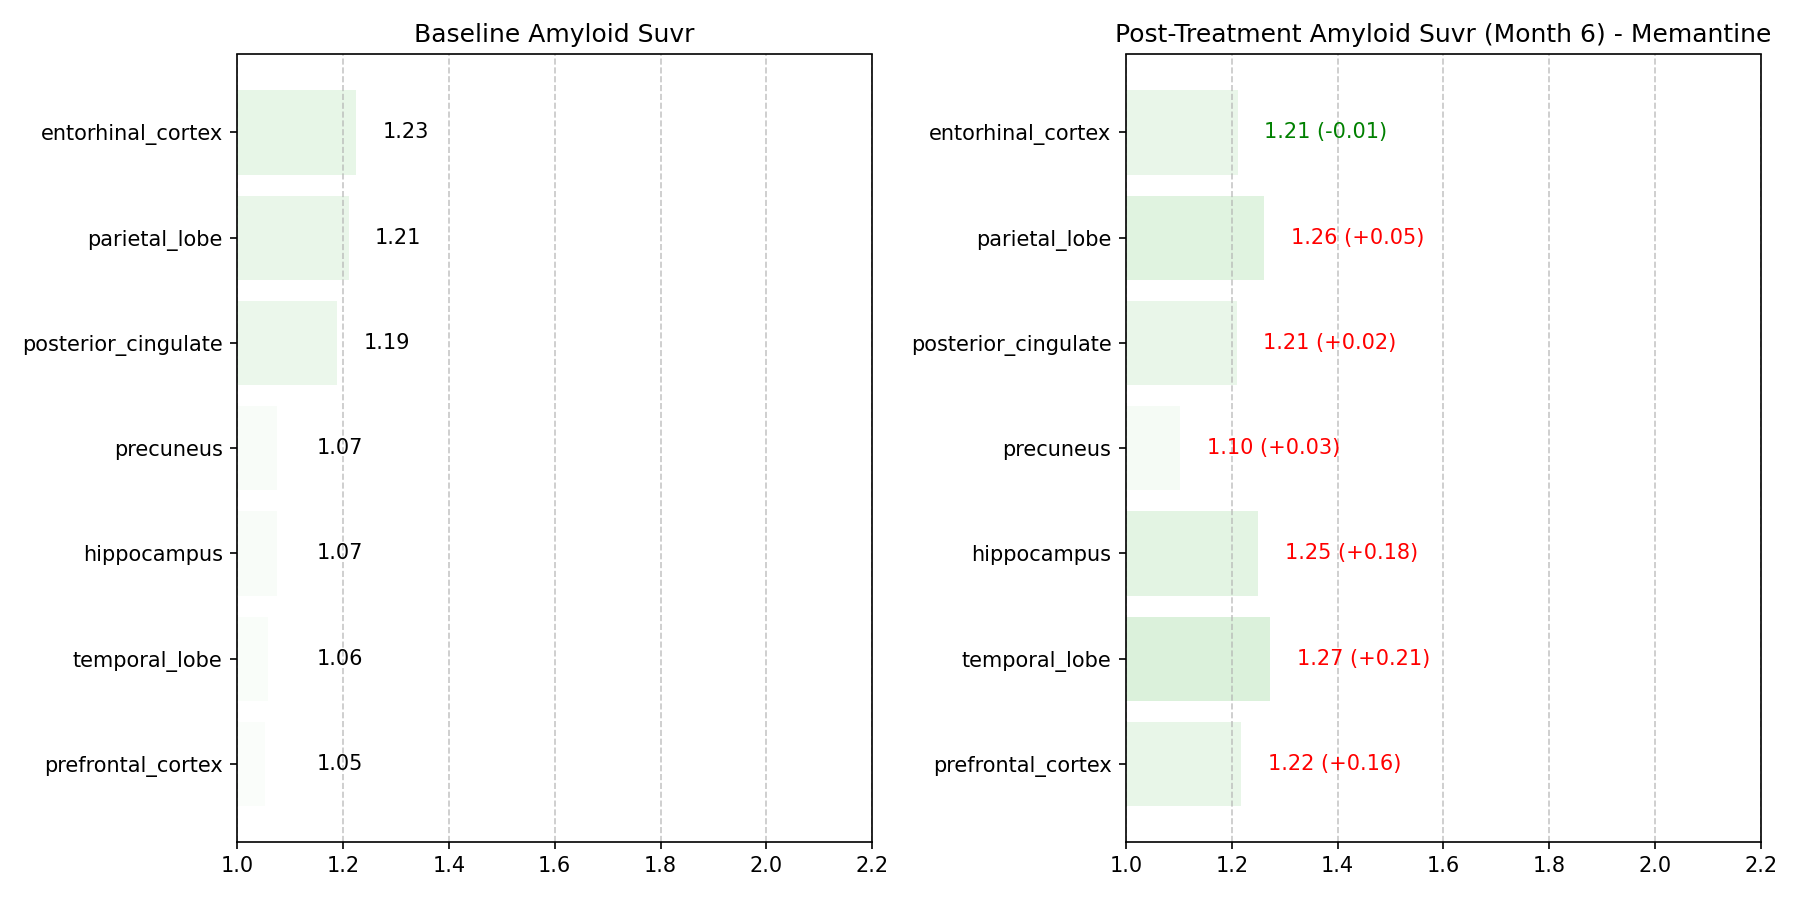 Baseline Amyloid Suvr
entorhinal_cortex
1.23
parietal_lobe
1.21
posterior_cingulate
1.19
precuneus
1.07
hippocampus
1.07
temporal_lobe
1.06
prefrontal_cortex
1.05
1.0 1.2 1.4 1.6 1.8 2.0 2.2
Post-Treatment Amyloid Suvr (Month 6) - Memantine
entorhinal_cortex
1.21 (-0.01)
parietal_lobe
1.26 (+0.05)
posterior_cingulate
1.21 (+0.02)
precuneus
1.10 (+0.03)
hippocampus
1.25 (+0.18)
temporal_lobe
1.27 (+0.21)
prefrontal_cortex
1.22 (+0.16)
1.0 1.2 1.4 1.6 1.8 2.0 2.2